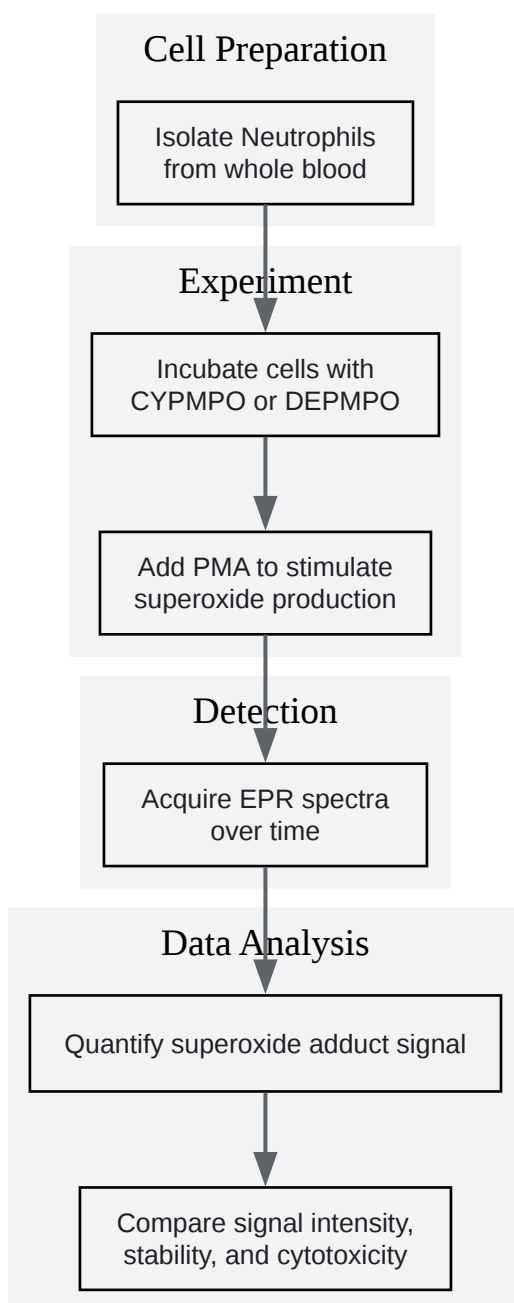 Cell Preparation
Isolate Neutrophils
from whole blood
Experiment
Incubate cells with
CYPMPO or DEPMPO
Add PMA to stimulate
superoxide production
Detection
Acquire EPR spectra
over time
Data Analysis
Quantify superoxide adduct signal
Compare signal intensity,
stability, and cytotoxicity